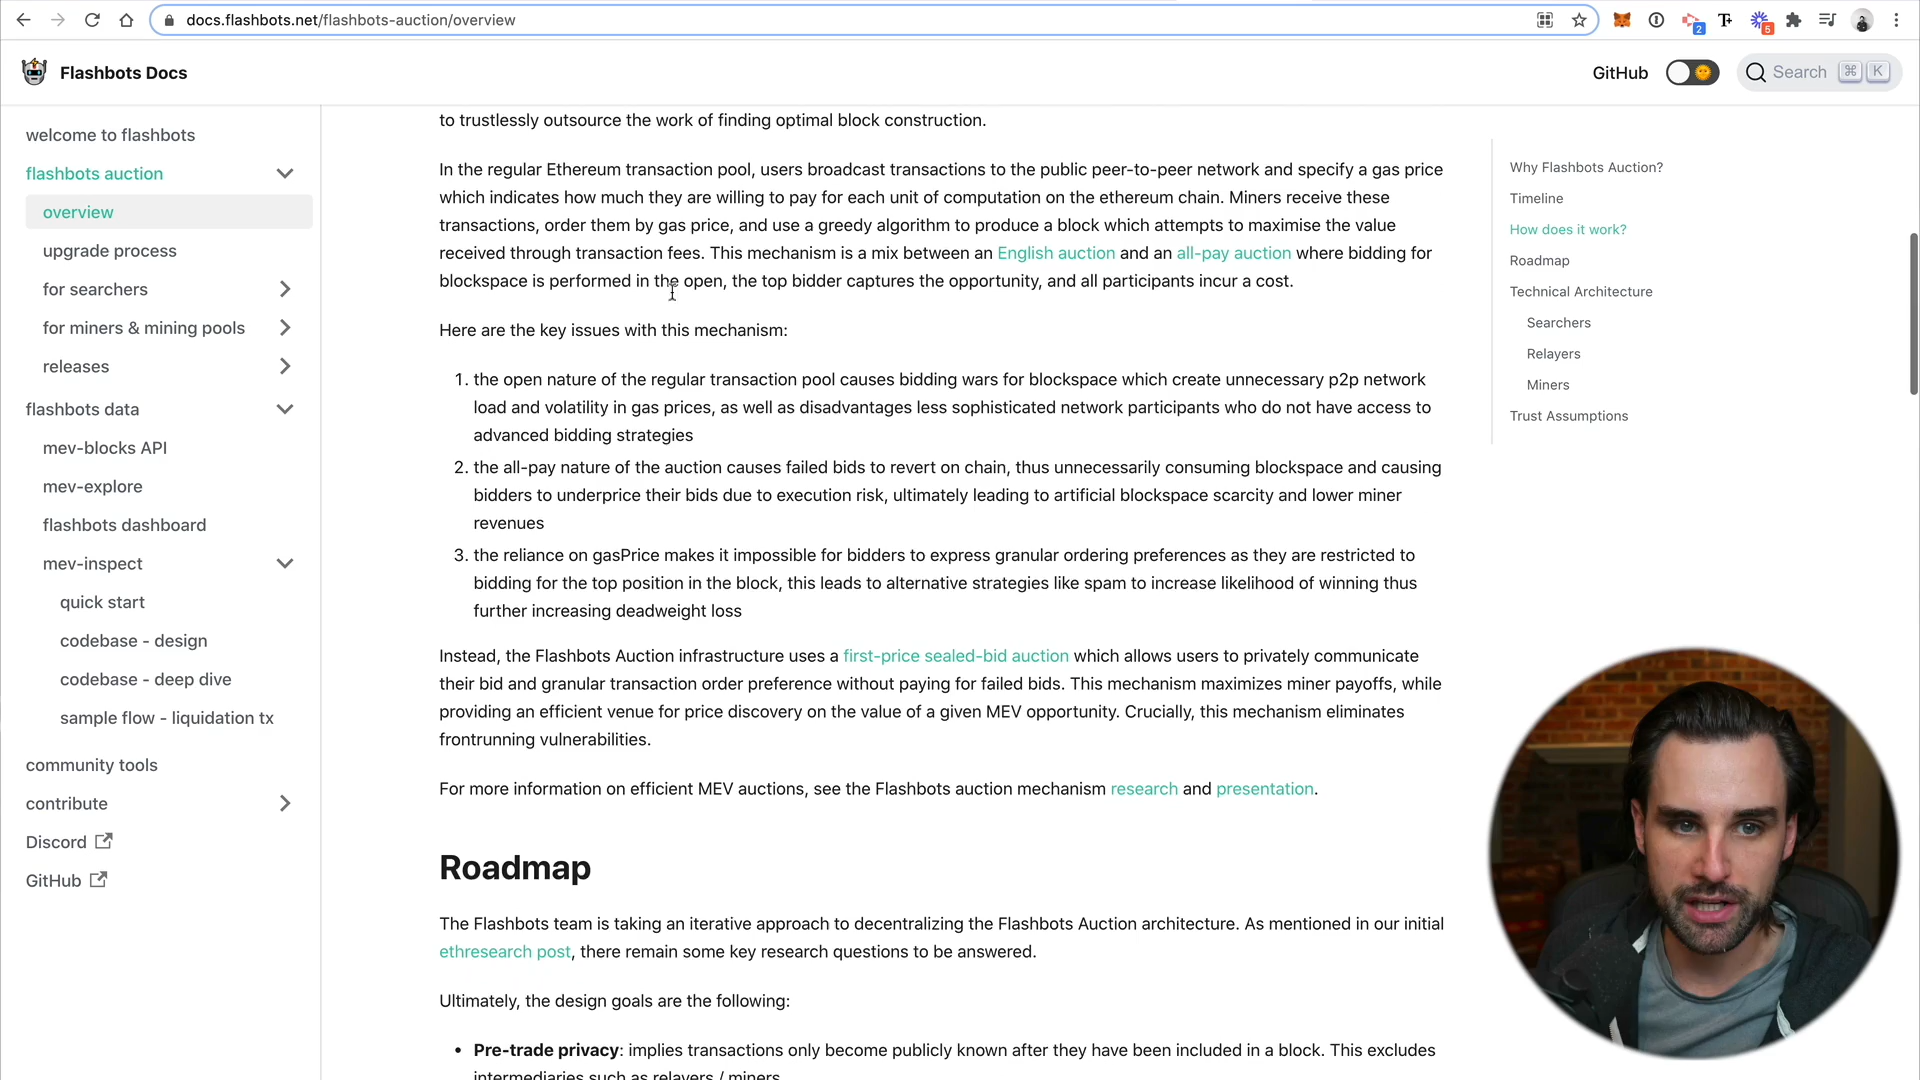 docs.flashbots.net/flashbots-auction/overview
2
5
Flashbots Docs
GitHub
Search ⌘ K
welcome to flashbots
flashbots auction
overview
upgrade process
for searchers
for miners & mining pools
releases
flashbots data
mev-blocks API
mev-explore
flashbots dashboard
mev-inspect
quick start
codebase - design
codebase - deep dive
sample flow - liquidation tx
community tools
contribute
Discord
GitHub
to trustlessly outsource the work of finding optimal block construction.
In the regular Ethereum transaction pool, users broadcast transactions to the public peer-to-peer network and specify a gas price
which indicates how much they are willing to pay for each unit of computation on the ethereum chain. Miners receive these
transactions, order them by gas price, and use a greedy algorithm to produce a block which attempts to maximise the value
received through transaction fees. This mechanism is a mix between an English auction and an all-pay auction where bidding for
blockspace is performed in the open, the top bidder captures the opportunity, and all participants incur a cost.
Here are the key issues with this mechanism:
1. the open nature of the regular transaction pool causes bidding wars for blockspace which create unnecessary p2p network
load and volatility in gas prices, as well as disadvantages less sophisticated network participants who do not have access to
advanced bidding strategies
2. the all-pay nature of the auction causes failed bids to revert on chain, thus unnecessarily consuming blockspace and causing
bidders to underprice their bids due to execution risk, ultimately leading to artificial blockspace scarcity and lower miner
revenues
3. the reliance on gasPrice makes it impossible for bidders to express granular ordering preferences as they are restricted to
bidding for the top position in the block, this leads to alternative strategies like spam to increase likelihood of winning thus
further increasing deadweight loss
Instead, the Flashbots Auction infrastructure uses a first-price sealed-bid auction which allows users to privately communicate
their bid and granular transaction order preference without paying for failed bids. This mechanism maximizes miner payoffs, while
providing an efficient venue for price discovery on the value of a given MEV opportunity. Crucially, this mechanism eliminates
frontrunning vulnerabilities.
For more information on efficient MEV auctions, see the Flashbots auction mechanism research and presentation.
Roadmap
The Flashbots team is taking an iterative approach to decentralizing the Flashbots Auction architecture. As mentioned in our initial
ethresearch post, there remain some key research questions to be answered.
Ultimately, the design goals are the following:
• Pre-trade privacy: implies transactions only become publicly known after they have been included in a block. This excludes
intermediaries such as relayers / miners
Why Flashbots Auction?
Timeline
How does it work?
Roadmap
Technical Architecture
Searchers
Relayers
Miners
Trust Assumptions